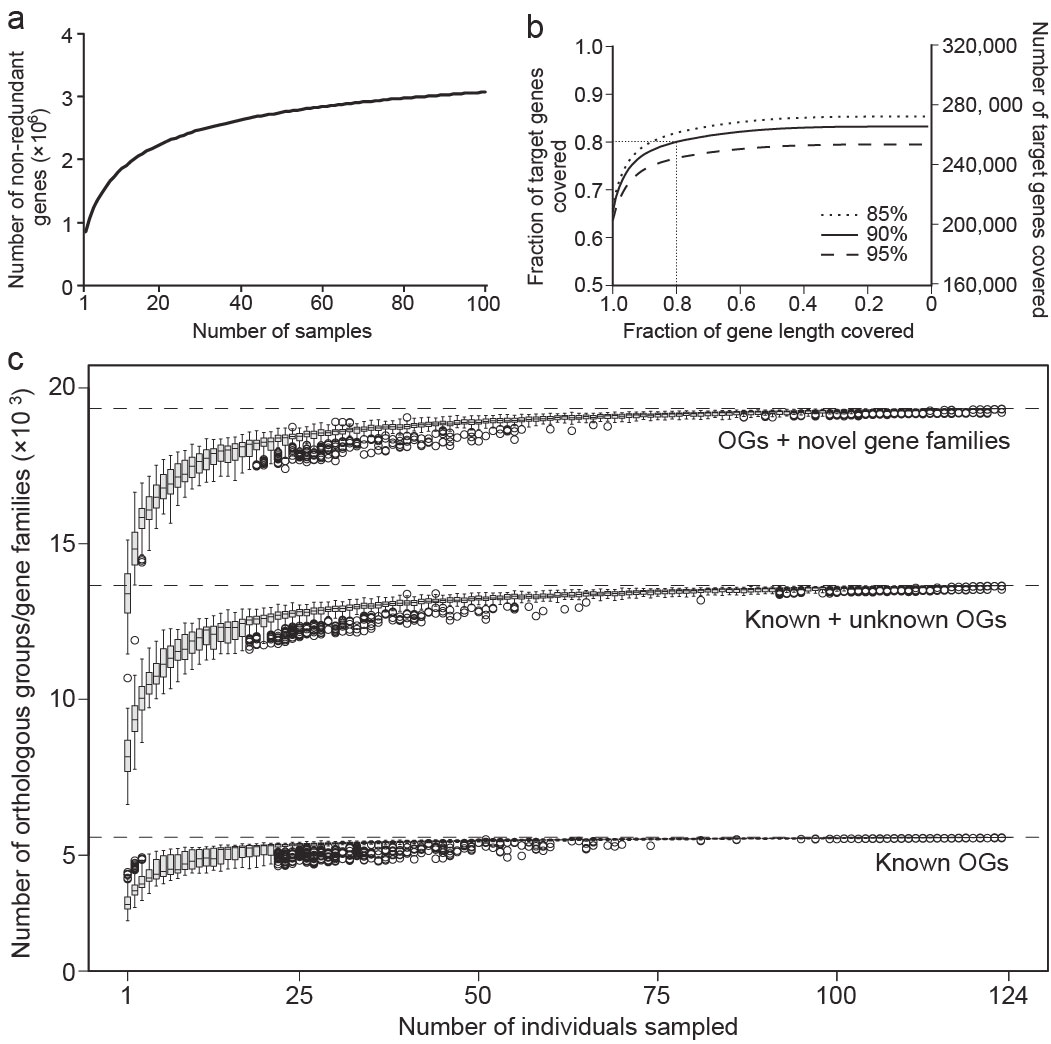 a
Number of non-redundant
genes (×10⁶)
4
3
2
1
0
1 20 40 60 80 100
Number of samples
b
Fraction of target genes
covered
1.0
0.9
0.8
0.7
0.6
0.5
1.0 0.8 0.6 0.4 0.2 0
Fraction of gene length covered
85%
90%
95%
320,000
280,000
240,000
200,000
160,000
Number of target genes covered
c
Number of orthologous groups/gene families (×10³)
20
15
10
5
0
OGs + novel gene families
Known + unknown OGs
Known OGs
1 25 50 75 100 124
Number of individuals sampled